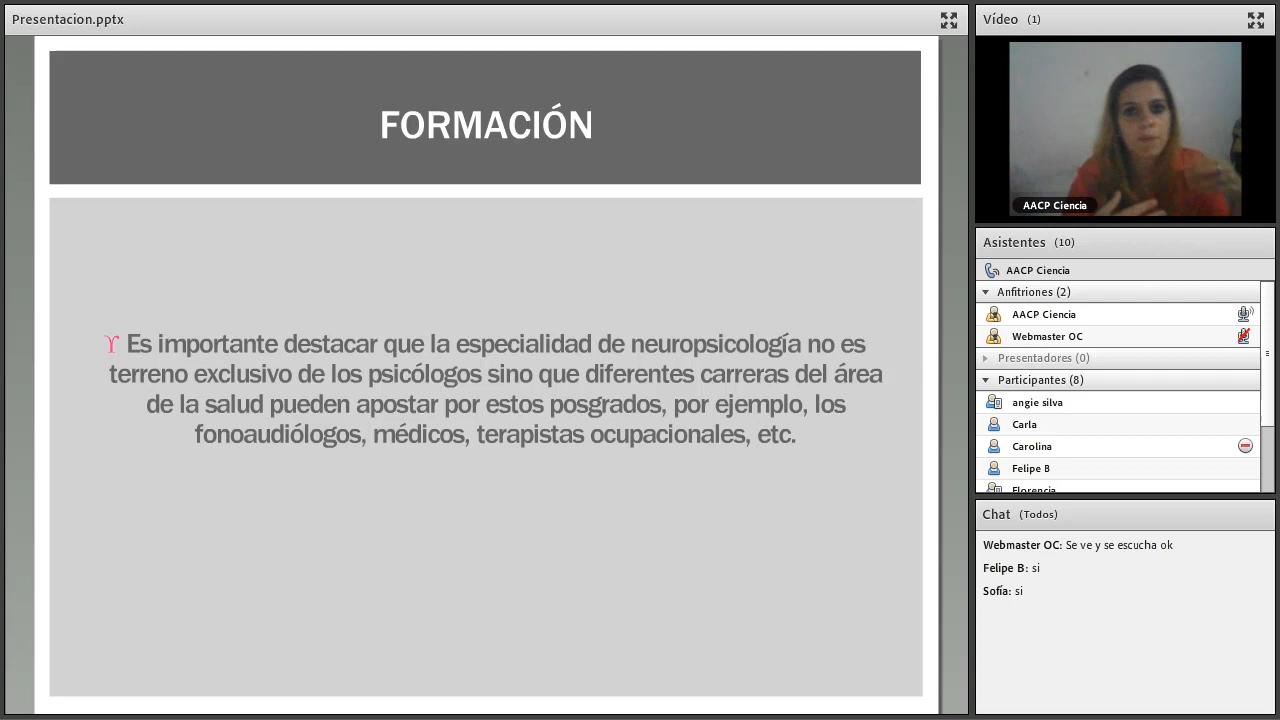 Presentacion.pptx
FORMACIÓN
Es importante destacar que la especialidad de neuropsicología no es
terreno exclusivo de los psicólogos sino que diferentes carreras del área
de la salud pueden apostar por estos posgrados, por ejemplo, los
fonoaudiólogos, médicos, terapistas ocupacionales, etc.
Vídeo (1)
AACP Ciencia
Asistentes (10)
AACP Ciencia
Anfitriones (2)
AACP Ciencia
Webmaster OC
Presentadores (0)
Participantes (8)
angie silva
Carla
Carolina
Felipe B
Florencia
Chat (Todos)
Webmaster OC: Se ve y se escucha ok
Felipe B: si
Sofía: si